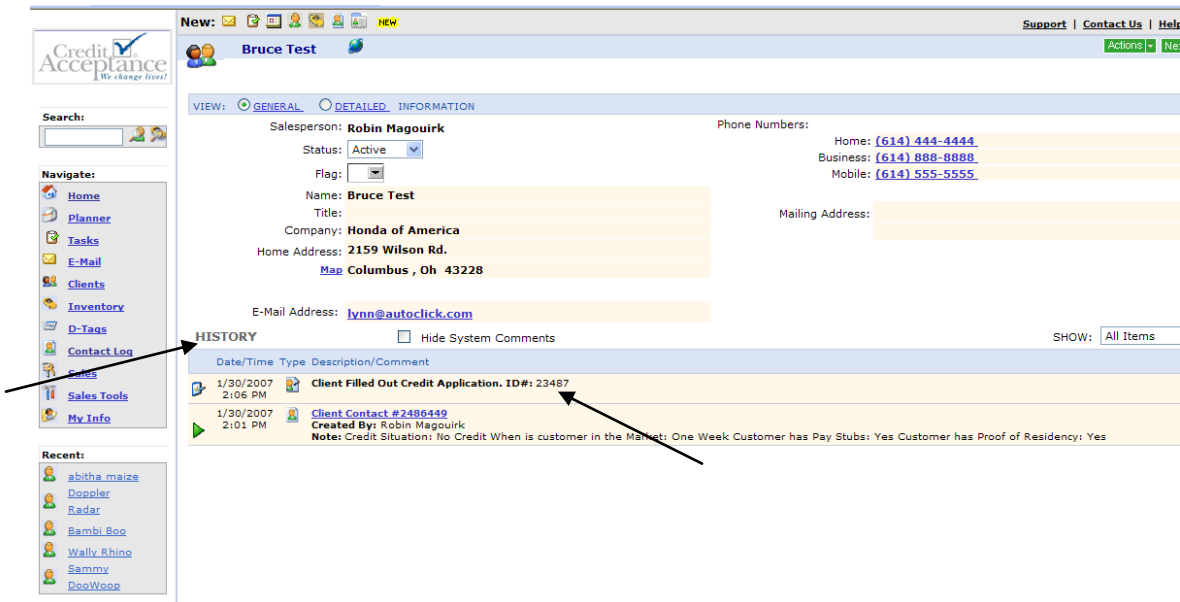 New: NEW
Support | Contact Us | Help
Credit
Acceptance
We change lives!
Bruce Test
Actions
Search:
VIEW: GENERAL DETAILED INFORMATION
Salesperson: Robin Magouirk
Status: Active
Flag:
Name: Bruce Test
Title:
Company: Honda of America
Home Address: 2159 Wilson Rd.
Map Columbus , Oh 43228
E-Mail Address: lynn@autoclick.com
Phone Numbers:
Home: (614) 444-4444
Business: (614) 888-8888
Mobile: (614) 555-5555
Mailing Address:
Navigate:
Home
Planner
Tasks
E-Mail
Clients
Inventory
D-Tags
Contact Log
Sales
Sales Tools
My Info
HISTORY Hide System Comments SHOW: All Items
Date/Time Type Description/Comment
1/30/2007
2:06 PM
Client Filled Out Credit Application. ID#: 23487
1/30/2007
2:01 PM
Client Contact #2486449
Created By: Robin Magouirk
Note: Credit Situation: No Credit When is customer in the Market: One Week Customer has Pay Stubs: Yes Customer has Proof of Residency: Yes
Recent:
abitha maize
Doppler
Radar
Bambi Boo
Wally Rhino
Sammy
DooWoop